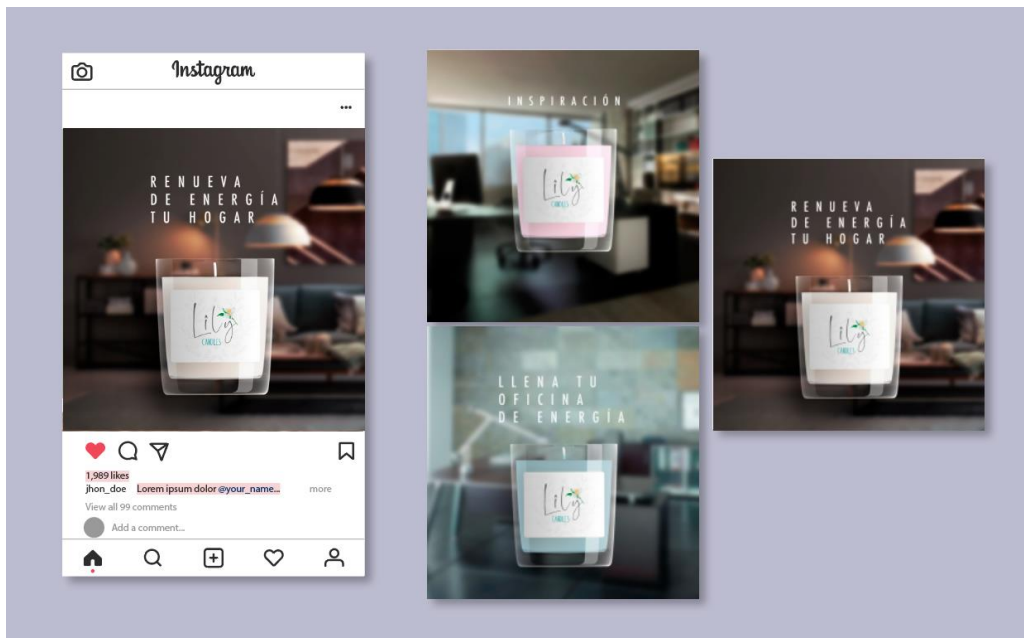 Instagram
RENUEVA
DE ENERGÍA
TU HOGAR
Lily
CANDLES
1,989 likes
jhon_doe Lorem ipsum dolor @your_name... more
View all 99 comments
Add a comment...
INSPIRACIÓN
Lily
CANDLES
LLENA TU
OFICINA
DE ENERGÍA
Lily
CANDLES
RENUEVA
DE ENERGÍA
TU HOGAR
Lily
CANDLES